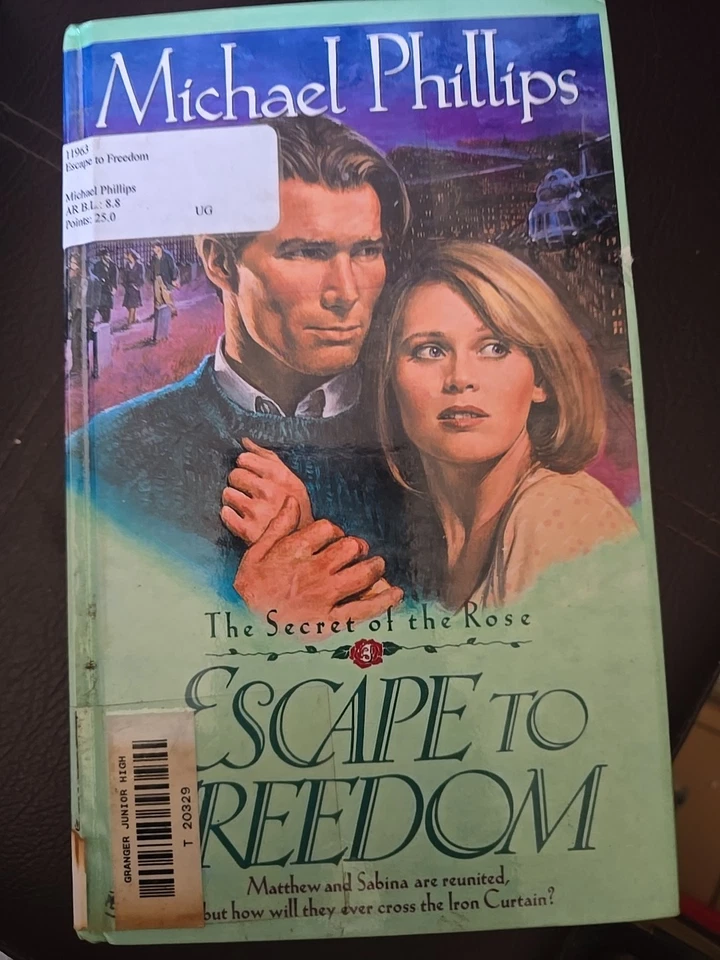 Michael Phillips
11963
Escape to Freedom
Michael Phillips
AR B.L.: 8.8
Points: 25.0 UG
The Secret of the Rose
3
ESCAPE TO
REEDOM
GRANGER JUNIOR HIGH
T 20329
Matthew and Sabina are reunited,
but how will they ever cross the Iron Curtain?